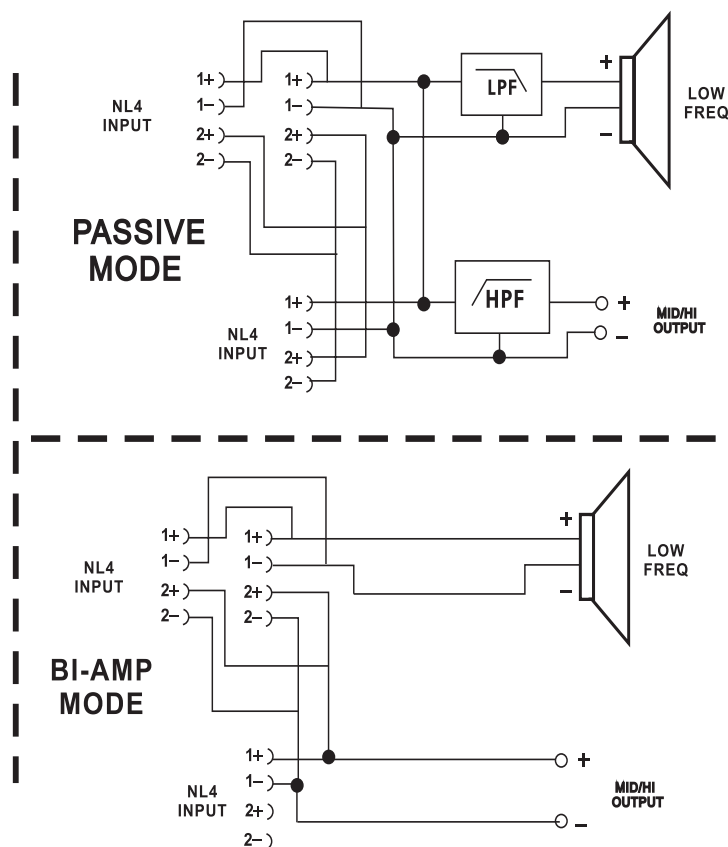 1+
1+
+
1–
1–
LPF
LOW
FREQ
NL4
INPUT
2+
2+
2–
2–
–
PASSIVE
MODE
1+
HPF
+
MID/HI
OUTPUT
NL4
INPUT
1–
–
2+
2–
1+
1+
+
1–
1–
NL4
INPUT
LOW
FREQ
2+
2+
–
2–
2–
BI-AMP
MODE
1+
+
1–
MID/HI
OUTPUT
NL4
INPUT
2+
–
2–